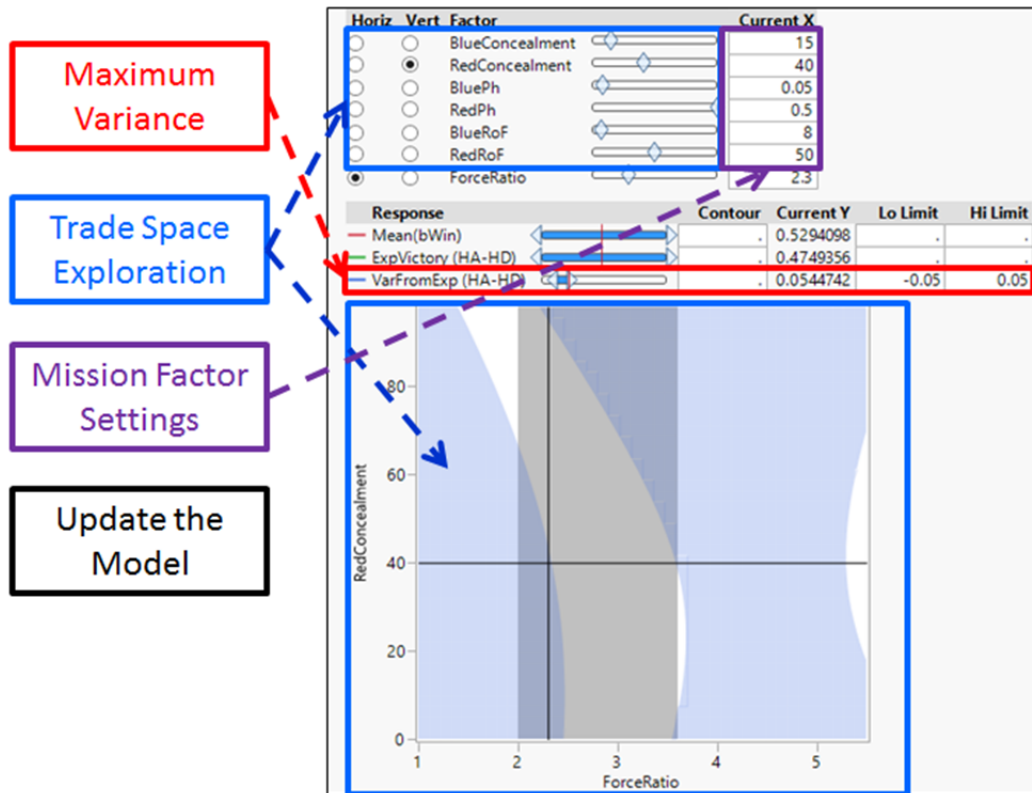 Maximum
Variance
Trade Space
Exploration
Mission Factor
Settings
Update the
Model
Horiz Vert Factor Current X
BlueConcealment 15
RedConcealment 40
BluePh 0.05
RedPh 0.5
BlueRoF 8
RedRoF 50
ForceRatio 2.3
Response Contour Current Y Lo Limit Hi Limit
Mean(bWin) . 0.5294098 . .
ExpVictory (HA-HD) . 0.4749356 . .
VarFromExp (HA-HD) . 0.0544742 -0.05 0.05
RedConcealment
80
60
40
20
0
1 2 3 4 5
ForceRatio